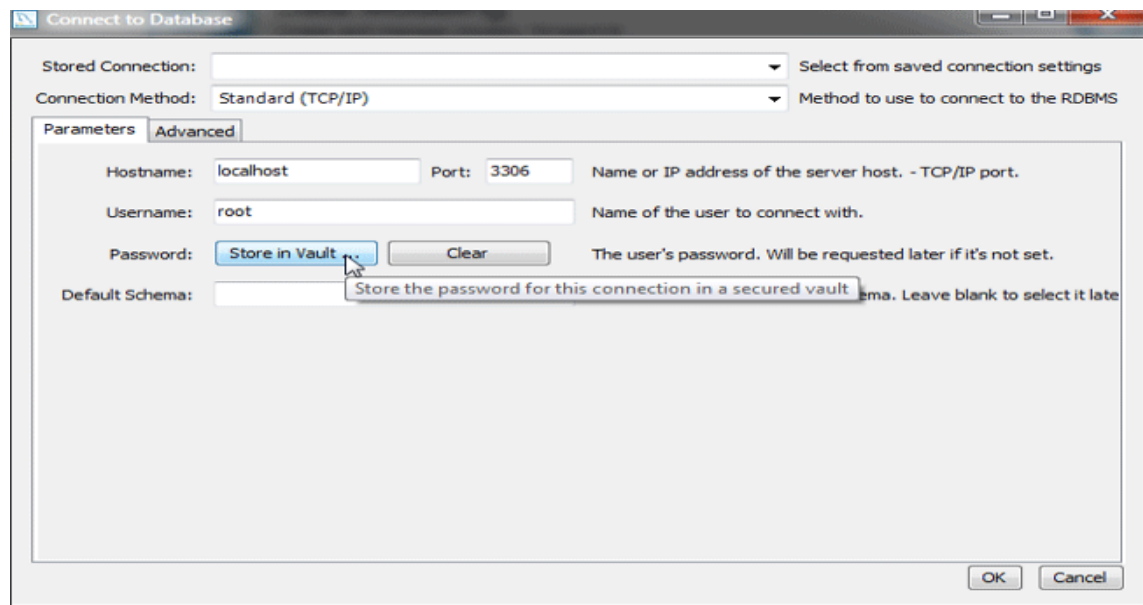 Connect to Database
Stored Connection: Select from saved connection settings
Connection Method: Standard (TCP/IP) Method to use to connect to the RDBMS
Parameters Advanced
Hostname: localhost Port: 3306 Name or IP address of the server host. - TCP/IP port.
Username: root Name of the user to connect with.
Password: Store in Vault ... Clear The user's password. Will be requested later if it's not set.
Default Schema: ema. Leave blank to select it late
Store the password for this connection in a secured vault
OK Cancel